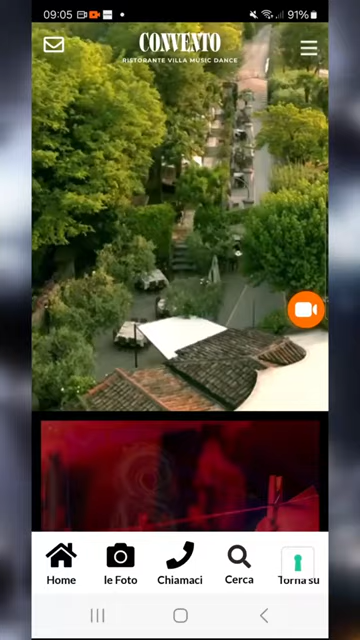 09:05
91%
CONVENTO
RISTORANTE VILLA MUSIC DANCE
Home
le Foto
Chiamaci
Cerca
Torna su